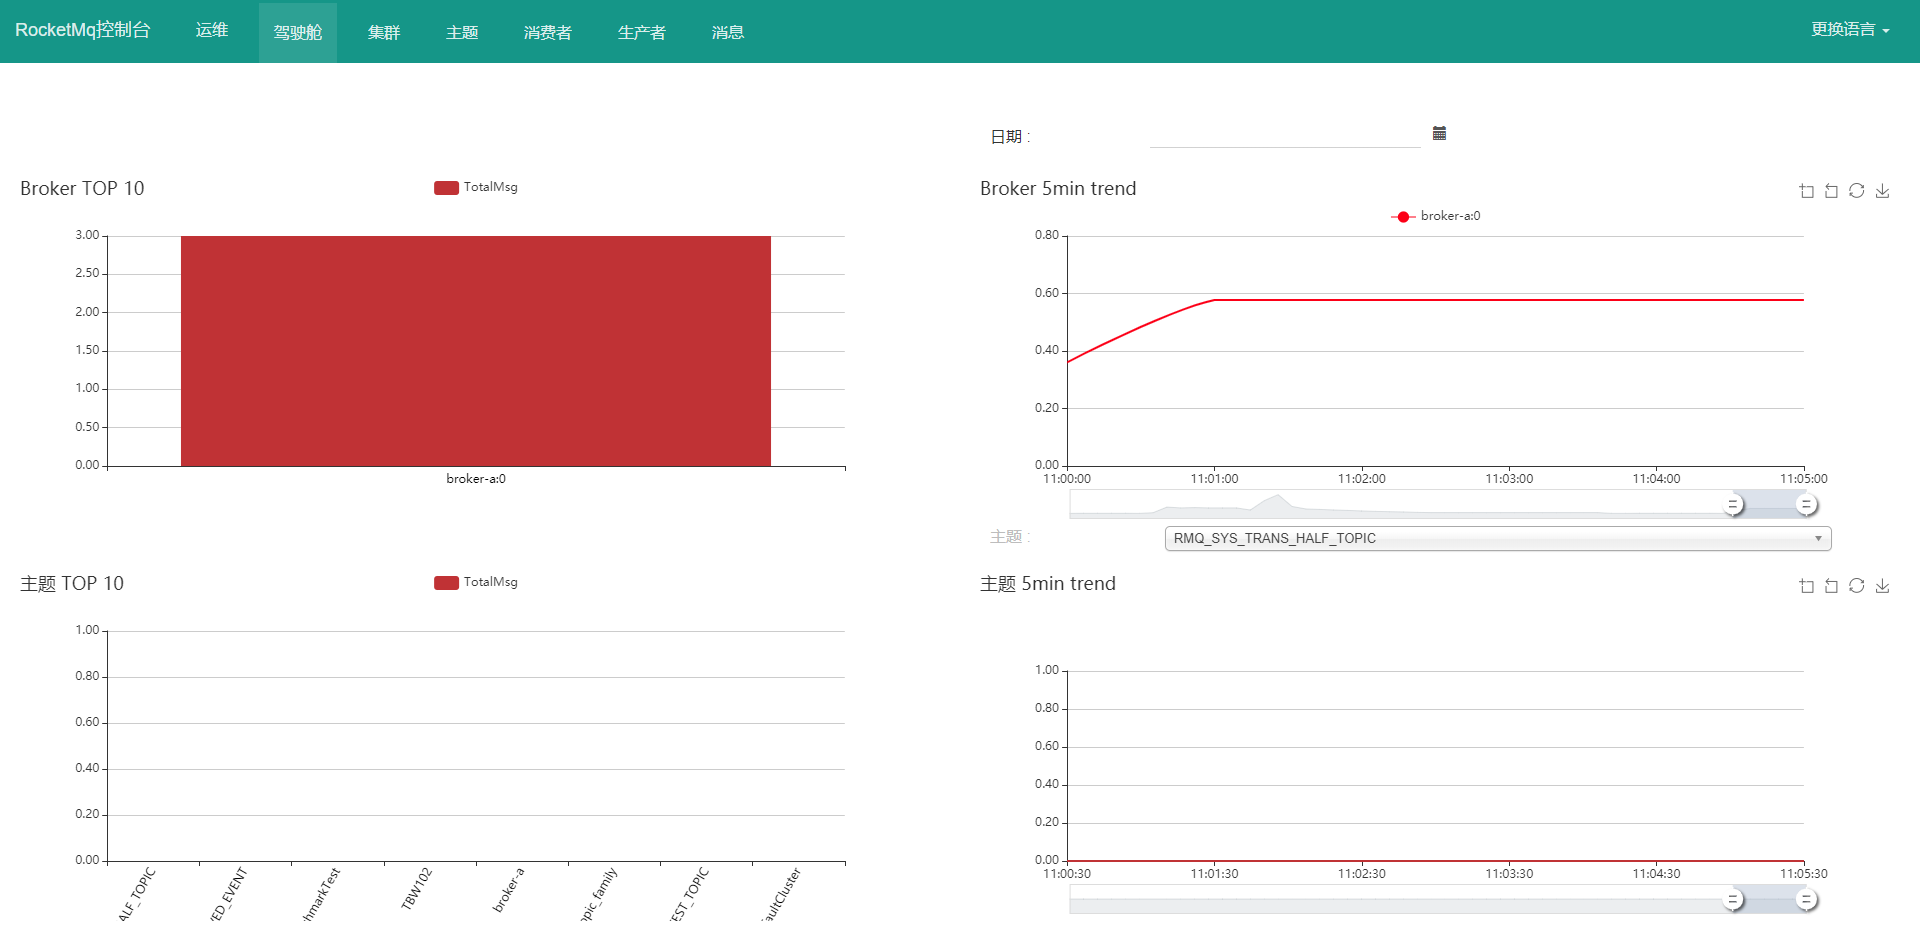 RocketMq控制台 运维 驾驶舱 集群 主题 消费者 生产者 消息 更换语言
日期 :
Broker TOP 10
TotalMsg
3.00
2.50
2.00
1.50
1.00
0.50
0.00
broker-a:0
Broker 5min trend
broker-a:0
0.80
0.60
0.40
0.20
0.00
11:00:00 11:01:00 11:02:00 11:03:00 11:04:00 11:05:00
主题 :
RMQ_SYS_TRANS_HALF_TOPIC
主题 TOP 10
TotalMsg
1.00
0.80
0.60
0.40
0.20
0.00
ALF_TOPIC /ED_EVENT hmarkTest TBW102 broker-a pic_family EST_TOPIC aultCluster
主题 5min trend
1.00
0.80
0.60
0.40
0.20
0.00
11:00:30 11:01:30 11:02:30 11:03:30 11:04:30 11:05:30